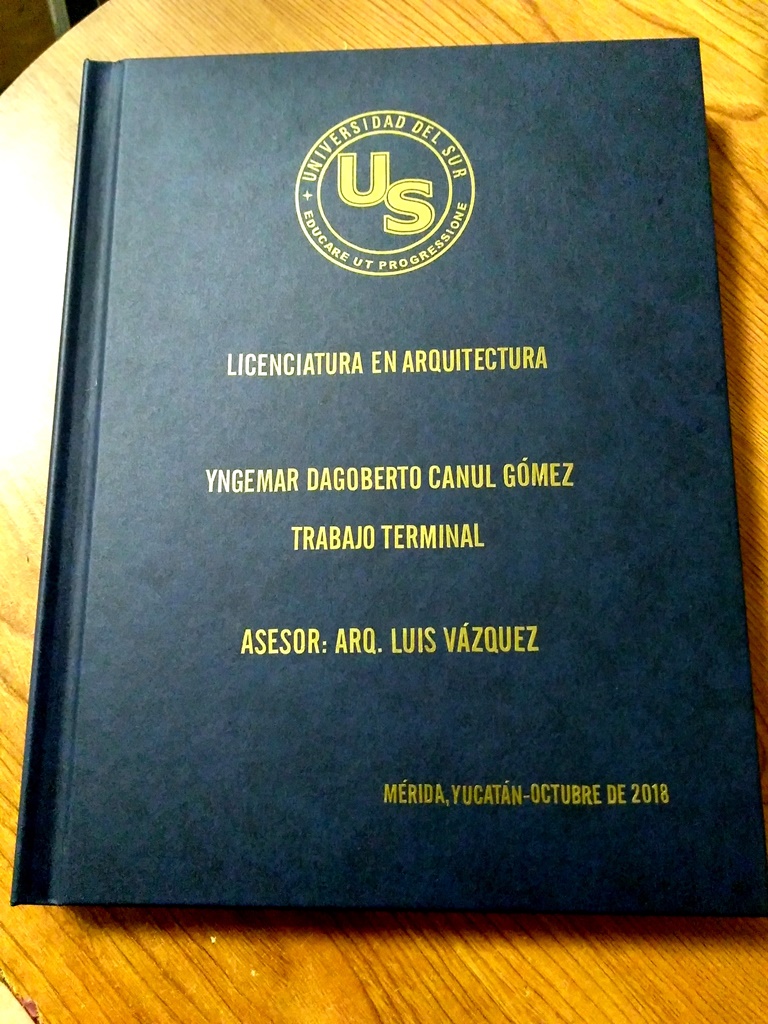 UNIVERSIDAD DEL SUR
US
EDUCARE UT PROGRESSIONE
LICENCIATURA EN ARQUITECTURA
YNGEMAR DAGOBERTO CANUL GÓMEZ
TRABAJO TERMINAL
ASESOR: ARQ. LUIS VÁZQUEZ
MÉRIDA, YUCATÁN-OCTUBRE DE 2018